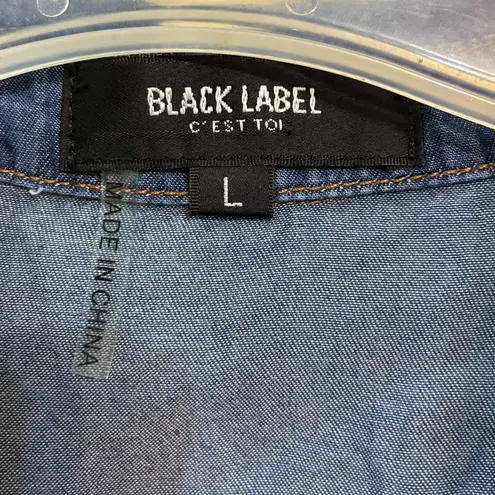 BLACK LABEL
C'EST TOI
L
MADE IN CHINA